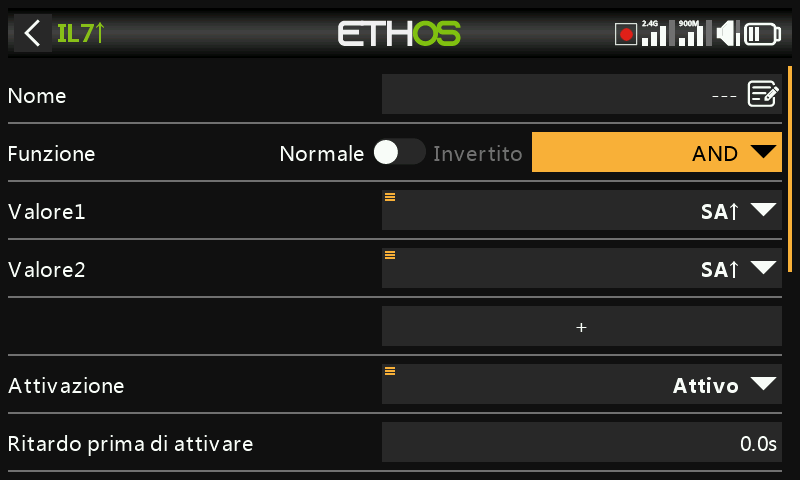 IL7↑ ETHOS 2.4G 900M
Nome ---
Funzione Normale Invertito AND
Valore1 SA↑
Valore2 SA↑
+
Attivazione Attivo
Ritardo prima di attivare 0.0s